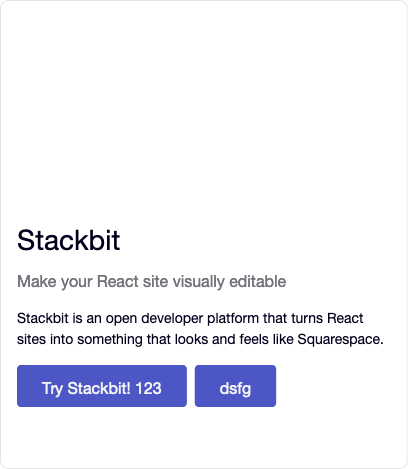 Stackbit
Make your React site visually editable
Stackbit is an open developer platform that turns React
sites into something that looks and feels like Squarespace.
Try Stackbit! 123
dsfg